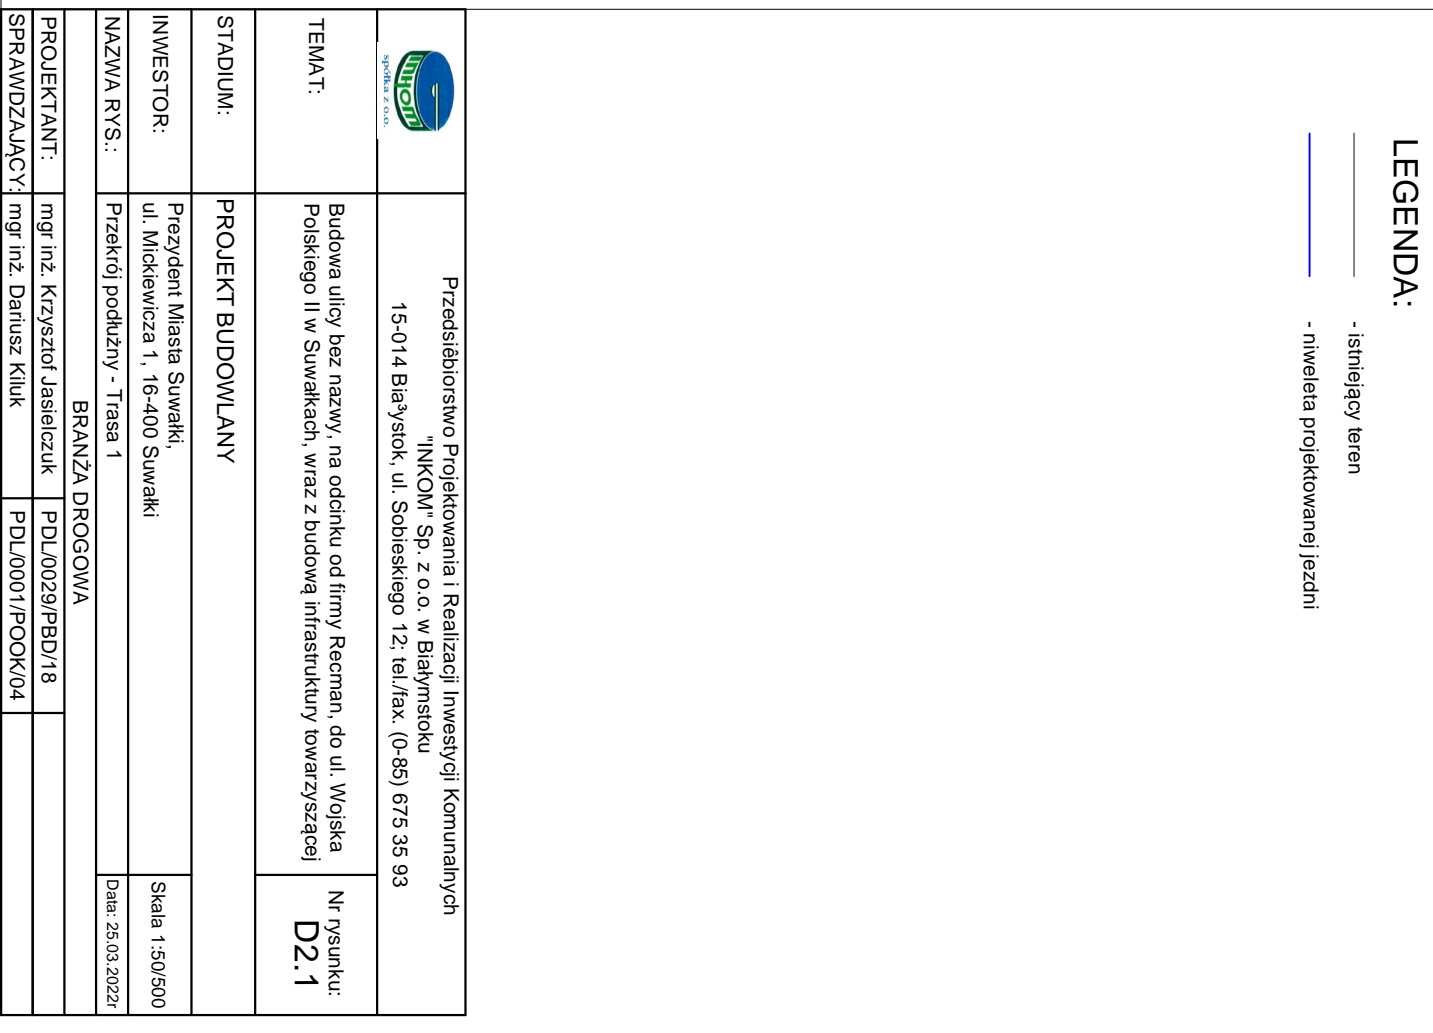 LEGENDA:
- istniejący teren
- niweleta projektowanej jezdni
inkom
spółka z o.o.
Przedsiêbiorstwo Projektowania i Realizacji Inwestycji Komunalnych
"INKOM" Sp. z o.o. w Białymstoku
15-014 Bia³ystok, ul. Sobieskiego 12; tel./fax. (0-85) 675 35 93
TEMAT:
Budowa ulicy bez nazwy, na odcinku od firmy Recman, do ul. Wojska
Polskiego II w Suwałkach, wraz z budową infrastruktury towarzyszącej
Nr rysunku:
D2.1
STADIUM:
PROJEKT BUDOWLANY
INWESTOR:
Prezydent Miasta Suwałki,
ul. Mickiewicza 1, 16-400 Suwałki
Skala 1:50/500
NAZWA RYS.:
Przekrój podłużny - Trasa 1
Data: 25.03.2022r
BRANŻA DROGOWA
PROJEKTANT:
mgr inż. Krzysztof Jasielczuk
PDL/0029/PBD/18
SPRAWDZAJĄCY:
mgr inż. Dariusz Kiluk
PDL/0001/POOK/04